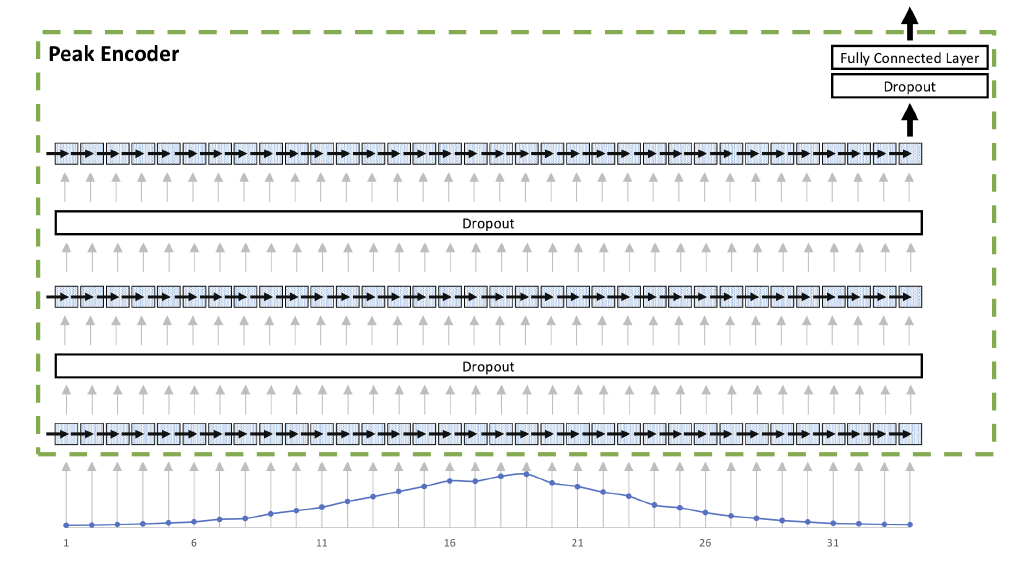 Peak Encoder
Fully Connected Layer
Dropout
Dropout
Dropout
1 6 11 16 21 26 31